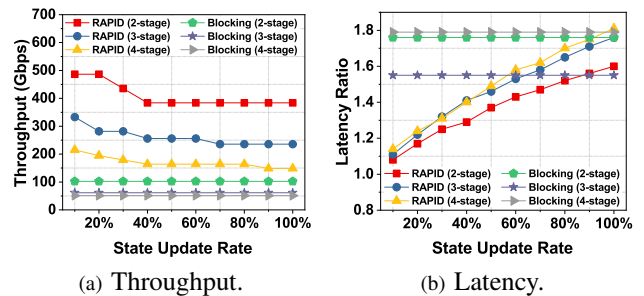 RAPID (2-stage) Blocking (2-stage)
RAPID (3-stage) Blocking (3-stage)
RAPID (4-stage) Blocking (4-stage)
Throughput (Gbps)
700
600
500
400
300
200
100
0
20% 40% 60% 80% 100%
State Update Rate
(a) Throughput.
Latency Ratio
1.8
1.6
1.4
1.2
1.0
0.8
RAPID (2-stage) Blocking (2-stage)
RAPID (3-stage) Blocking (3-stage)
RAPID (4-stage) Blocking (4-stage)
20% 40% 60% 80% 100%
State Update Rate
(b) Latency.